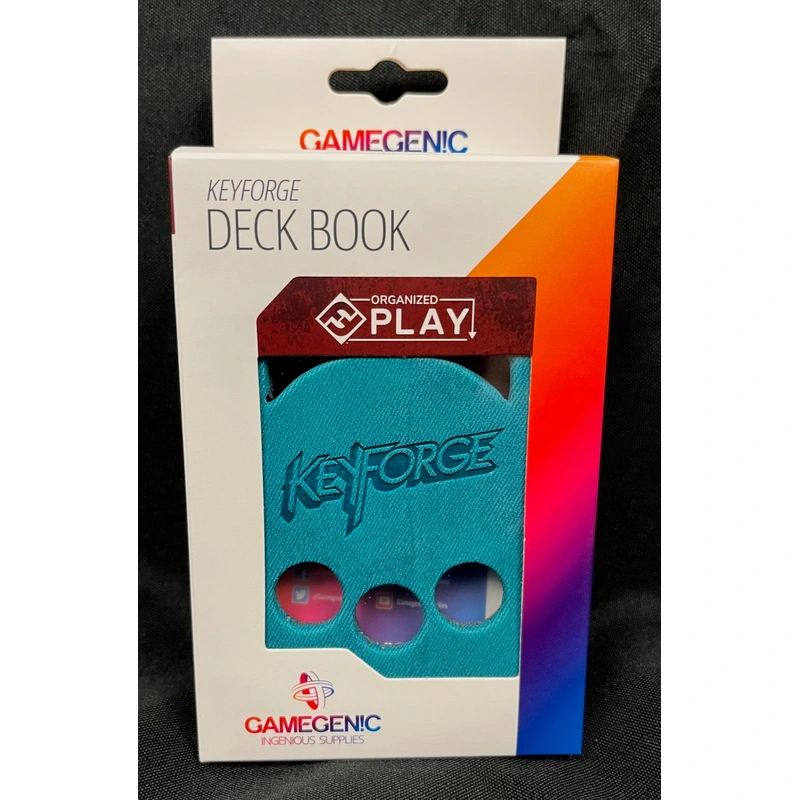 GAMEGEN!C
KEYFORGE
DECK BOOK
ORGANIZED
PLAY
KEYFORGE
GAMEGEN!C
INGENIOUS SUPPLIES